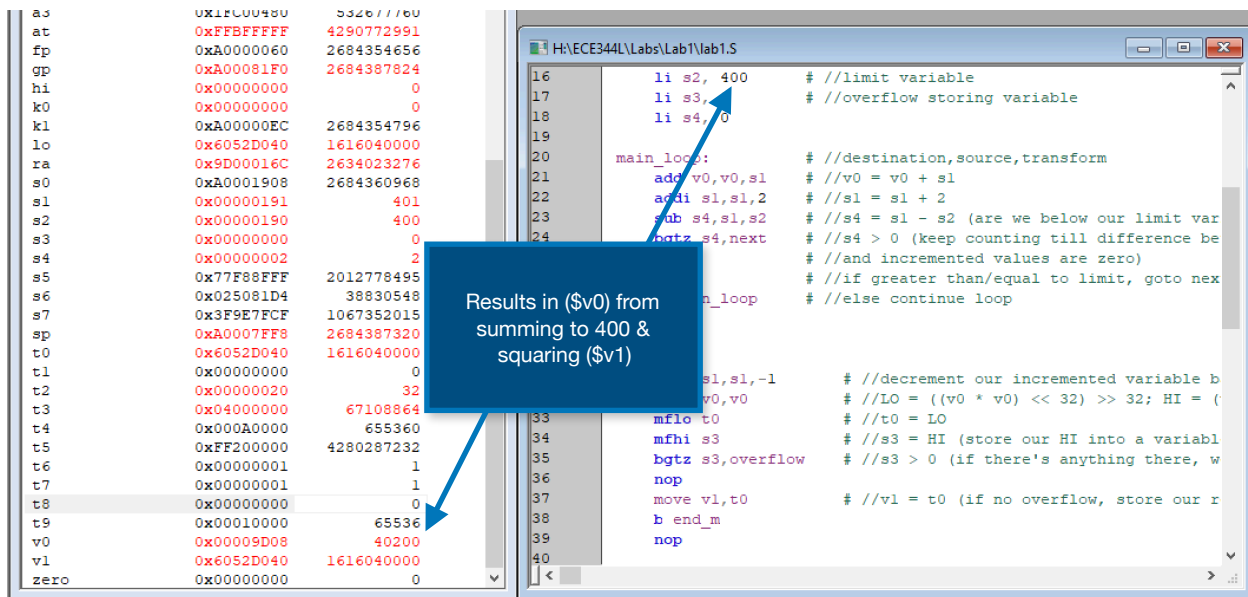 a3 0x1FC00480 532677760
at 0xFFBFFFFF 4290772991
fp 0xA0000060 2684354656
gp 0xA00081F0 2684387824
hi 0x00000000 0
k0 0x00000000 0
k1 0xA00000EC 2684354796
lo 0x6052D040 1616040000
ra 0x9D00016C 2634023276
s0 0xA0001908 2684360968
s1 0x00000191 401
s2 0x00000190 400
s3 0x00000000 0
s4 0x00000002 2
s5 0x77F88FFF 2012778495
s6 0x025081D4 38830548
s7 0x3F9E7FCF 1067352015
sp 0xA0007FF8 2684387320
t0 0x6052D040 1616040000
t1 0x00000000 0
t2 0x00000020 32
t3 0x04000000 67108864
t4 0x000A0000 655360
t5 0xFF200000 4280287232
t6 0x00000001 1
t7 0x00000001 1
t8 0x00000000 0
t9 0x00010000 65536
v0 0x00009D08 40200
v1 0x6052D040 1616040000
zero 0x00000000 0
H:\ECE344L\Labs\Lab1\lab1.S
16 li s2, 400 # //limit variable
17 li s3, # //overflow storing variable
18 li s4, 0
19
20 main_loop: # //destination,source,transform
21 add v0,v0,s1 # //v0 = v0 + s1
22 addi s1,s1,2 # //s1 = s1 + 2
23 sub s4,s1,s2 # //s4 = s1 - s2 (are we below our limit var
24 bgtz s4,next # //s4 > 0 (keep counting till difference be
# //and incremented values are zero)
# //if greater than/equal to limit, goto nex
n_loop # //else continue loop
Results in ($v0) from
summing to 400 &
squaring ($v1)
s1,s1,-1 # //decrement our incremented variable b
v0,v0 # //LO = ((v0 * v0) << 32) >> 32; HI = (
33 mflo t0 # //t0 = LO
34 mfhi s3 # //s3 = HI (store our HI into a variabl
35 bgtz s3,overflow # //s3 > 0 (if there's anything there, w
36 nop
37 move v1,t0 # //v1 = t0 (if no overflow, store our r
38 b end_m
39 nop
40